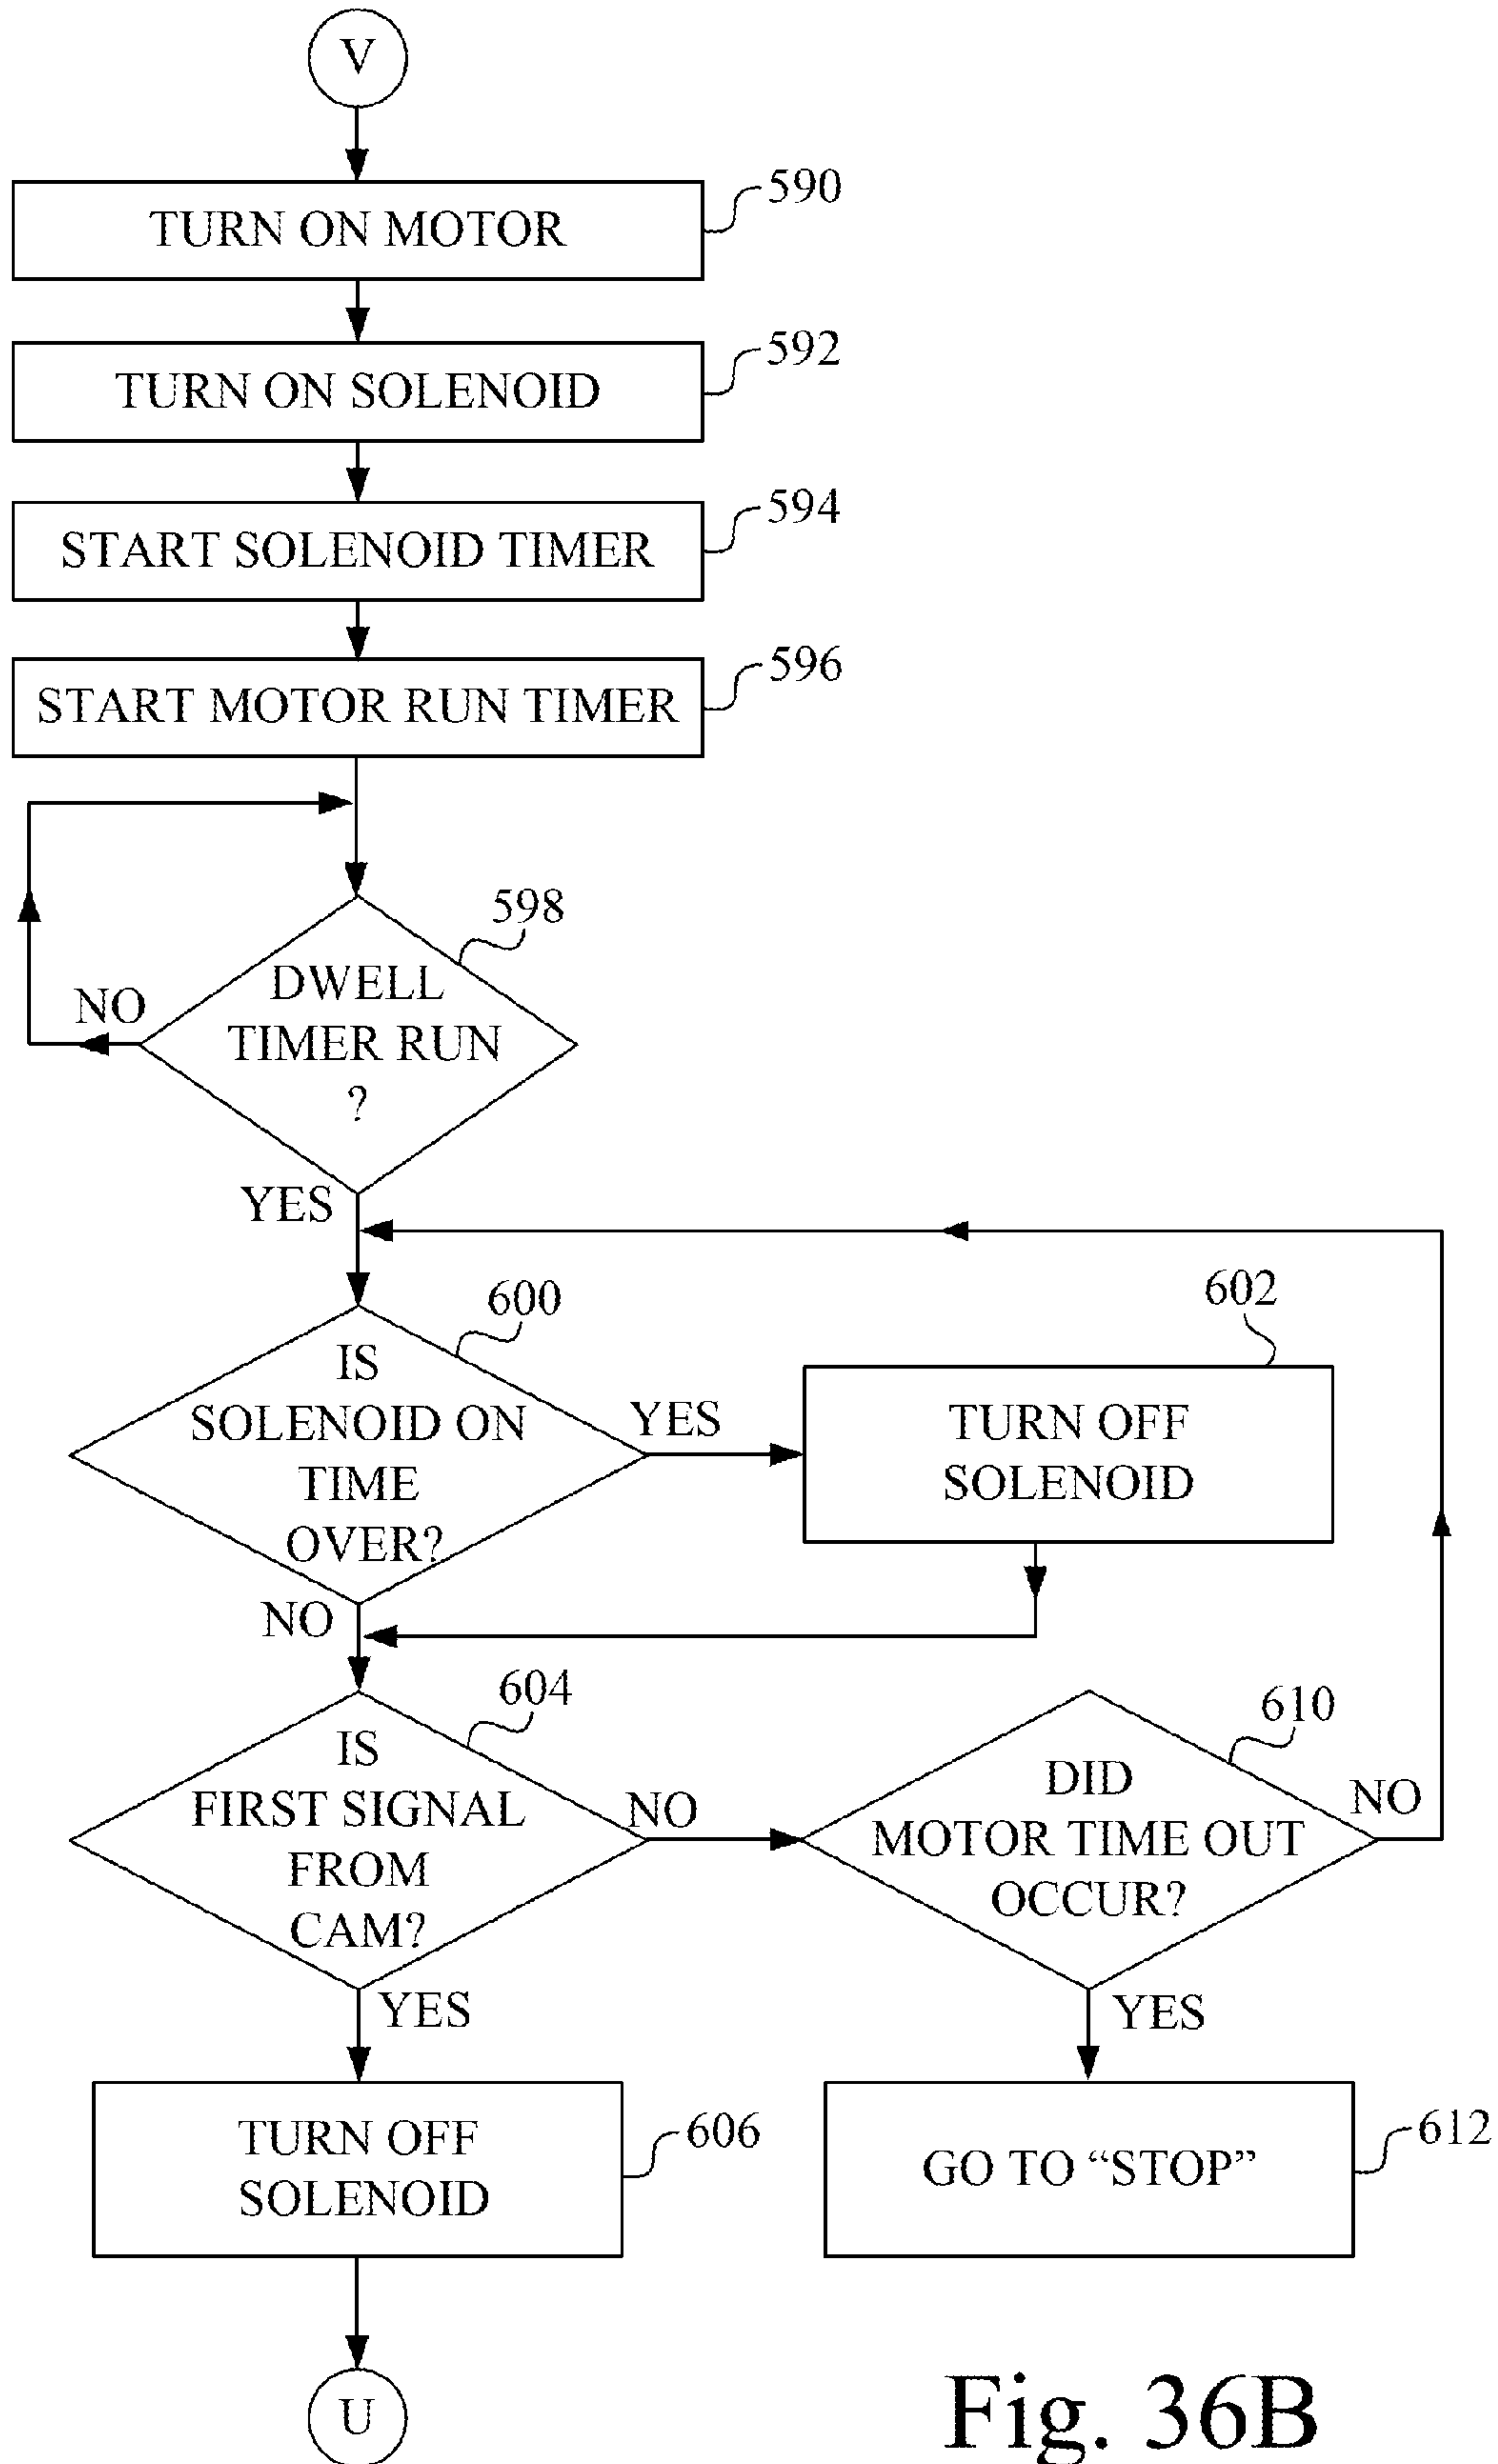 V
TURN ON MOTOR
590
TURN ON SOLENOID
592
START SOLENOID TIMER
594
START MOTOR RUN TIMER
596
598
DWELL
TIMER RUN
?
NO
YES
600
IS
SOLENOID ON
TIME
OVER?
YES
602
TURN OFF
SOLENOID
NO
604
IS
FIRST SIGNAL
FROM
CAM?
NO
610
DID
MOTOR TIME OUT
OCCUR?
NO
YES
YES
TURN OFF
SOLENOID
606
GO TO “STOP”
612
U
Fig. 36B